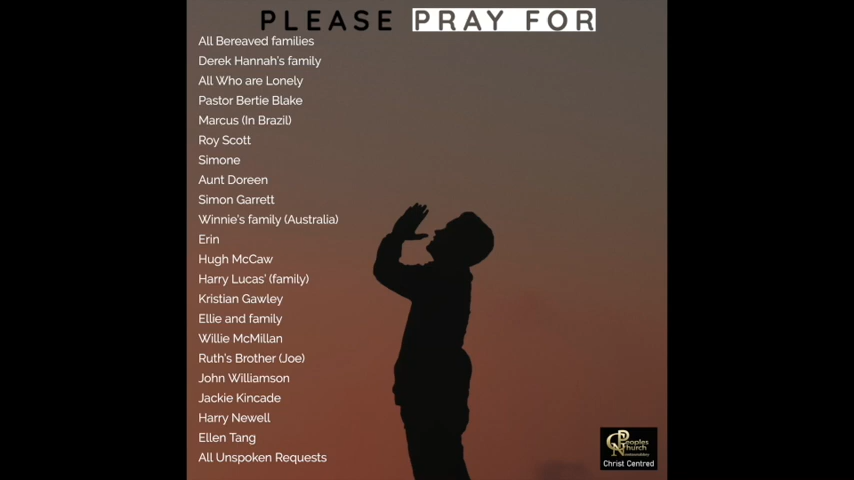 PLEASE PRAY FOR
All Bereaved families
Derek Hannah's family
All Who are Lonely
Pastor Bertie Blake
Marcus (In Brazil)
Roy Scott
Simone
Aunt Doreen
Simon Garrett
Winnie's family (Australia)
Erin
Hugh McCaw
Harry Lucas' (family)
Kristian Gawley
Ellie and family
Willie McMillan
Ruth's Brother (Joe)
John Williamson
Jackie Kincade
Harry Newell
Ellen Tang
All Unspoken Requests
Peoples
Church
Christ Centred